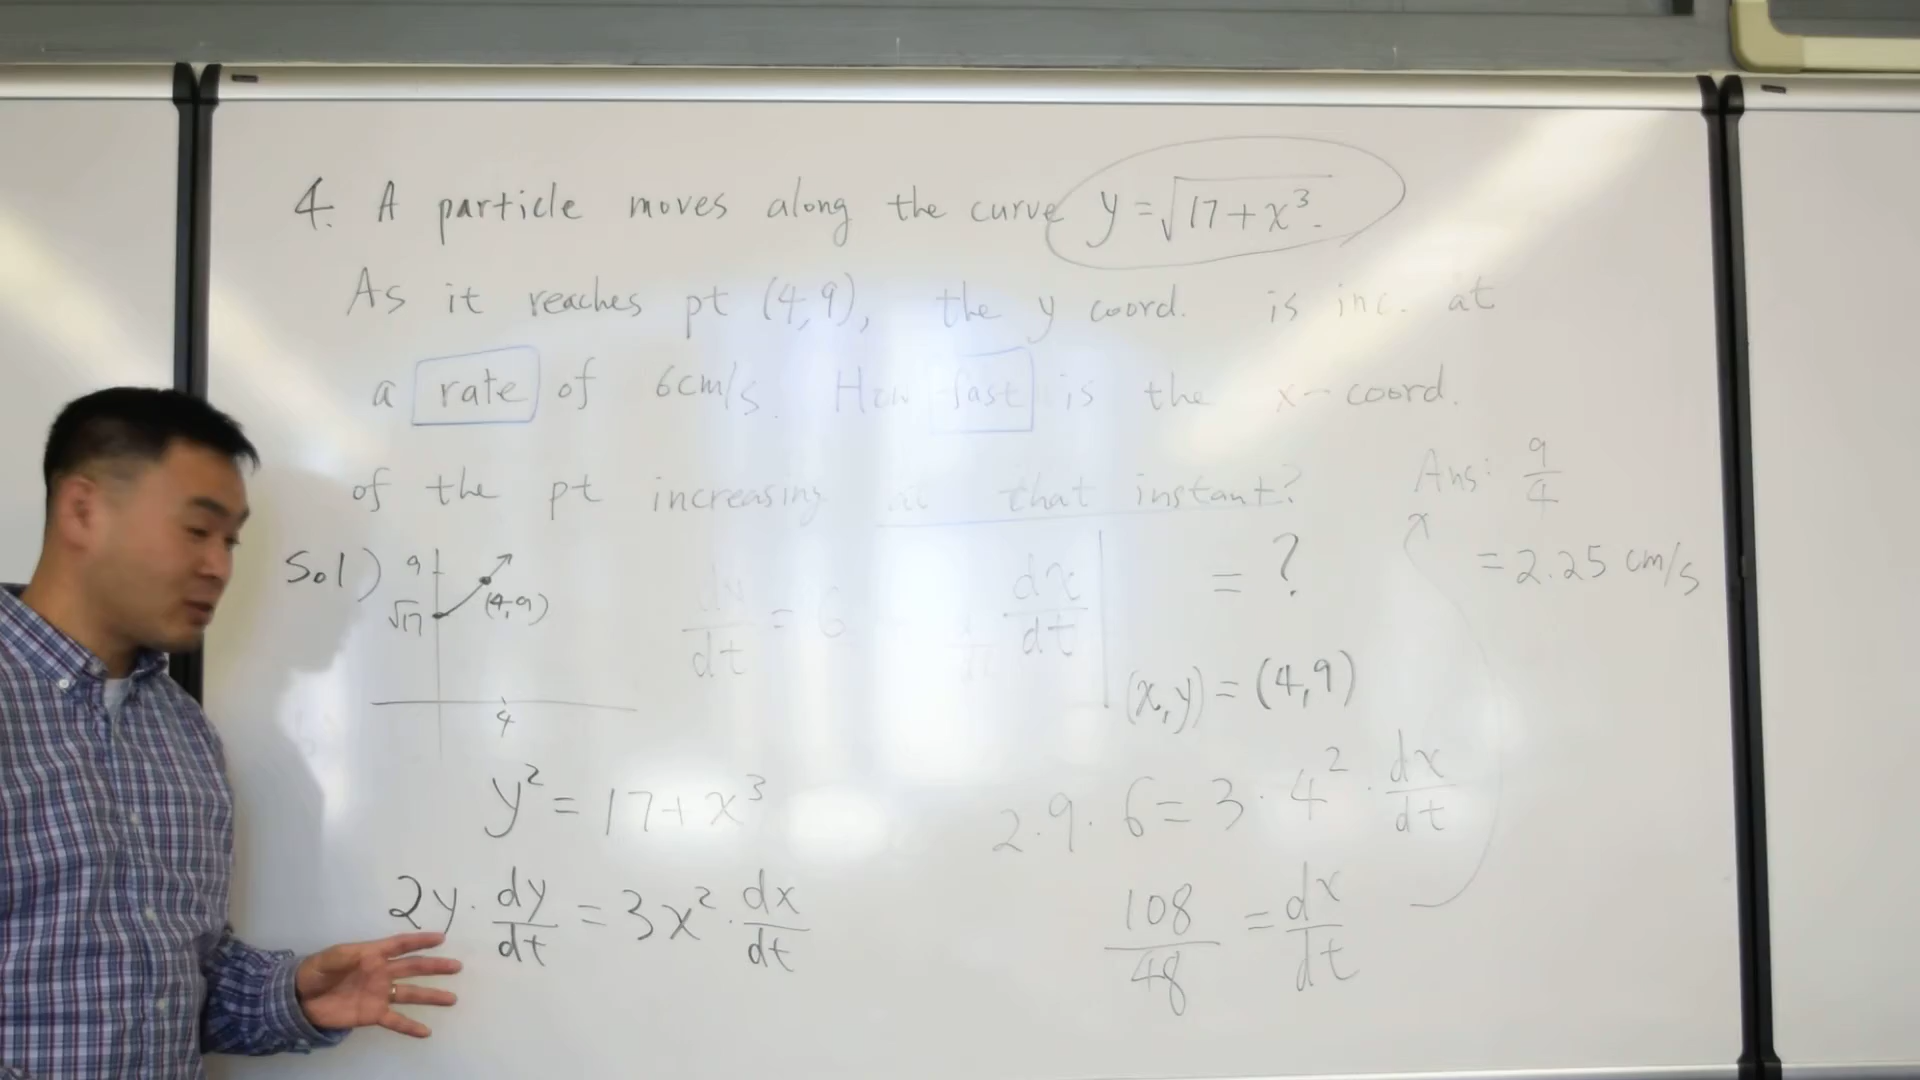 4. A particle moves along the curve y = √17 + x³.
As it reaches pt (4,9), the y coord. is inc. at
a rate of 6cm/s. How fast is the x-coord.
of the pt increasing at that instant?
Ans: 9/4
= 2.25 cm/s
Sol)
9
√17
(4,9)
4
dy/dt = 6
dx/dt | (x,y) = (4,9) = ?
y² = 17 + x³
2y · dy/dt = 3x² · dx/dt
2 · 9 · 6 = 3 · 4² · dx/dt
108/48 = dx/dt